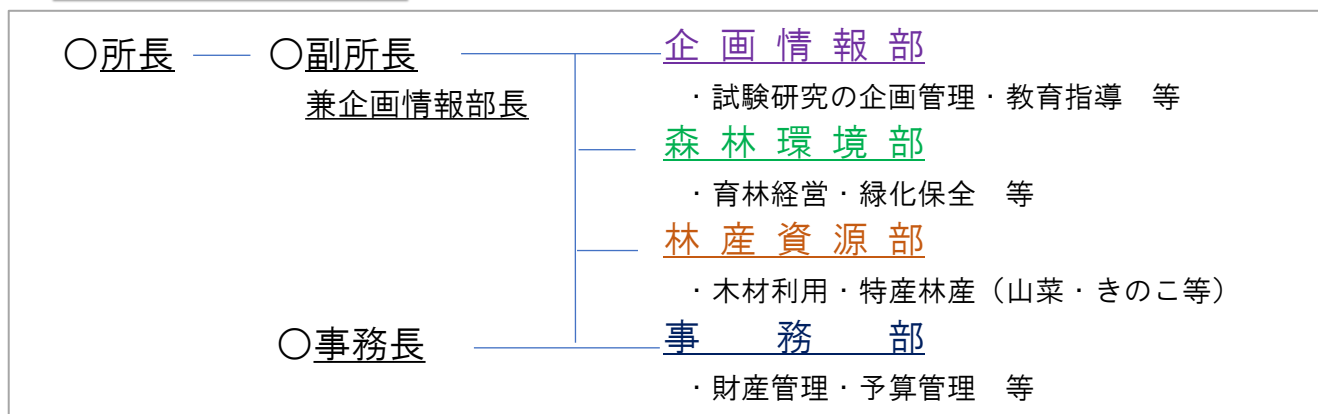 〇所長 〇副所長 企画情報部
兼企画情報部長 ・試験研究の企画管理・教育指導　等
森林環境部
・育林経営・緑化保全　等
林産資源部
・木材利用・特産林産（山菜・きのこ等）
〇事務長 事務部
・財産管理・予算管理　等